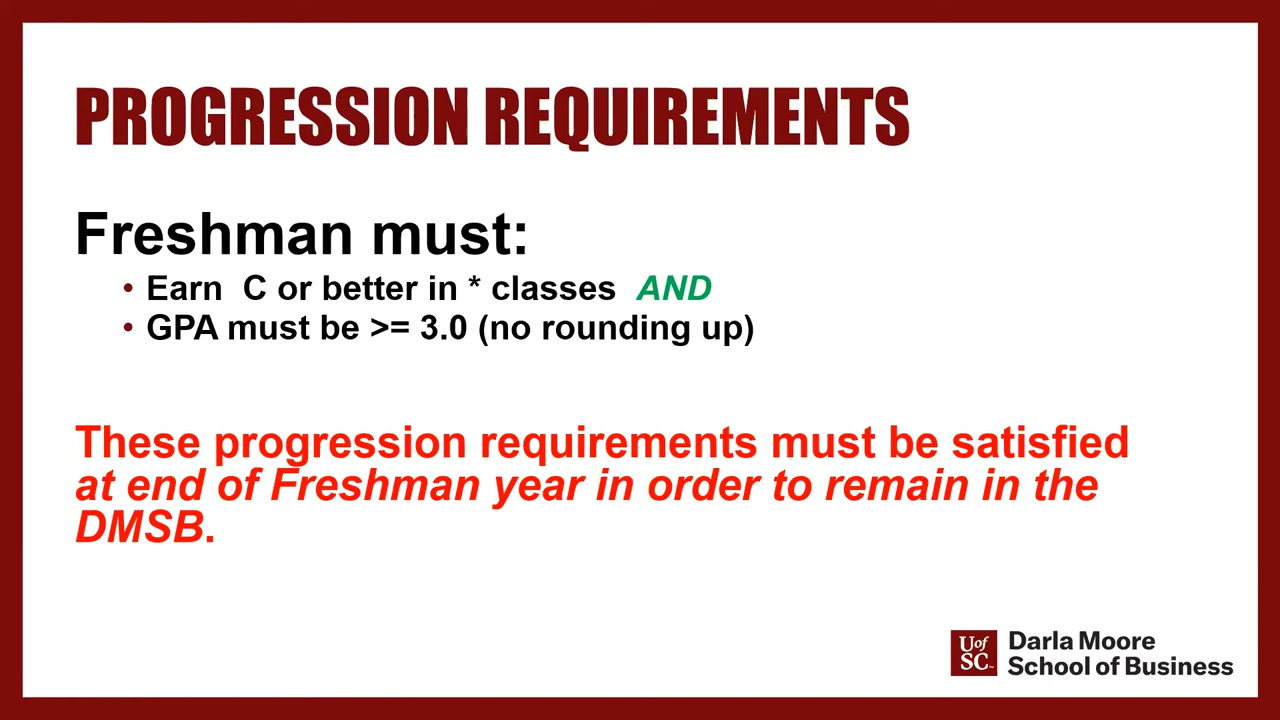 PROGRESSION REQUIREMENTS
Freshman must:
• Earn  C or better in * classes  AND
• GPA must be >= 3.0 (no rounding up)
These progression requirements must be satisfied
at end of Freshman year in order to remain in the
DMSB.
UofSC
Darla Moore
School of Business